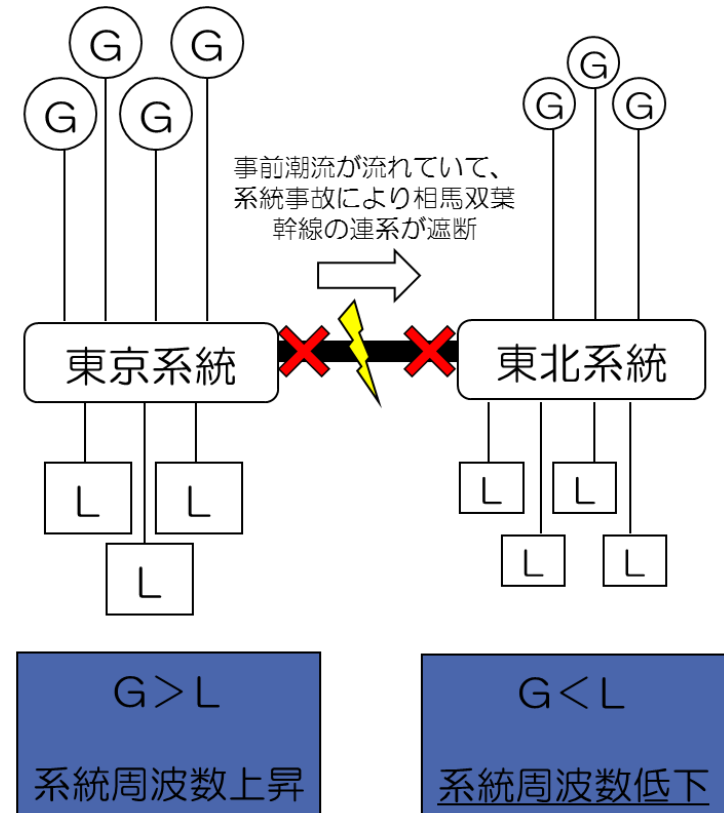 G
G
G
G
G
G
G
事前潮流が流れていて、
系統事故により相馬双葉
幹線の連系が遮断
東京系統
東北系統
L
L
L
L
L
L
L
G>L
系統周波数上昇
G<L
系統周波数低下